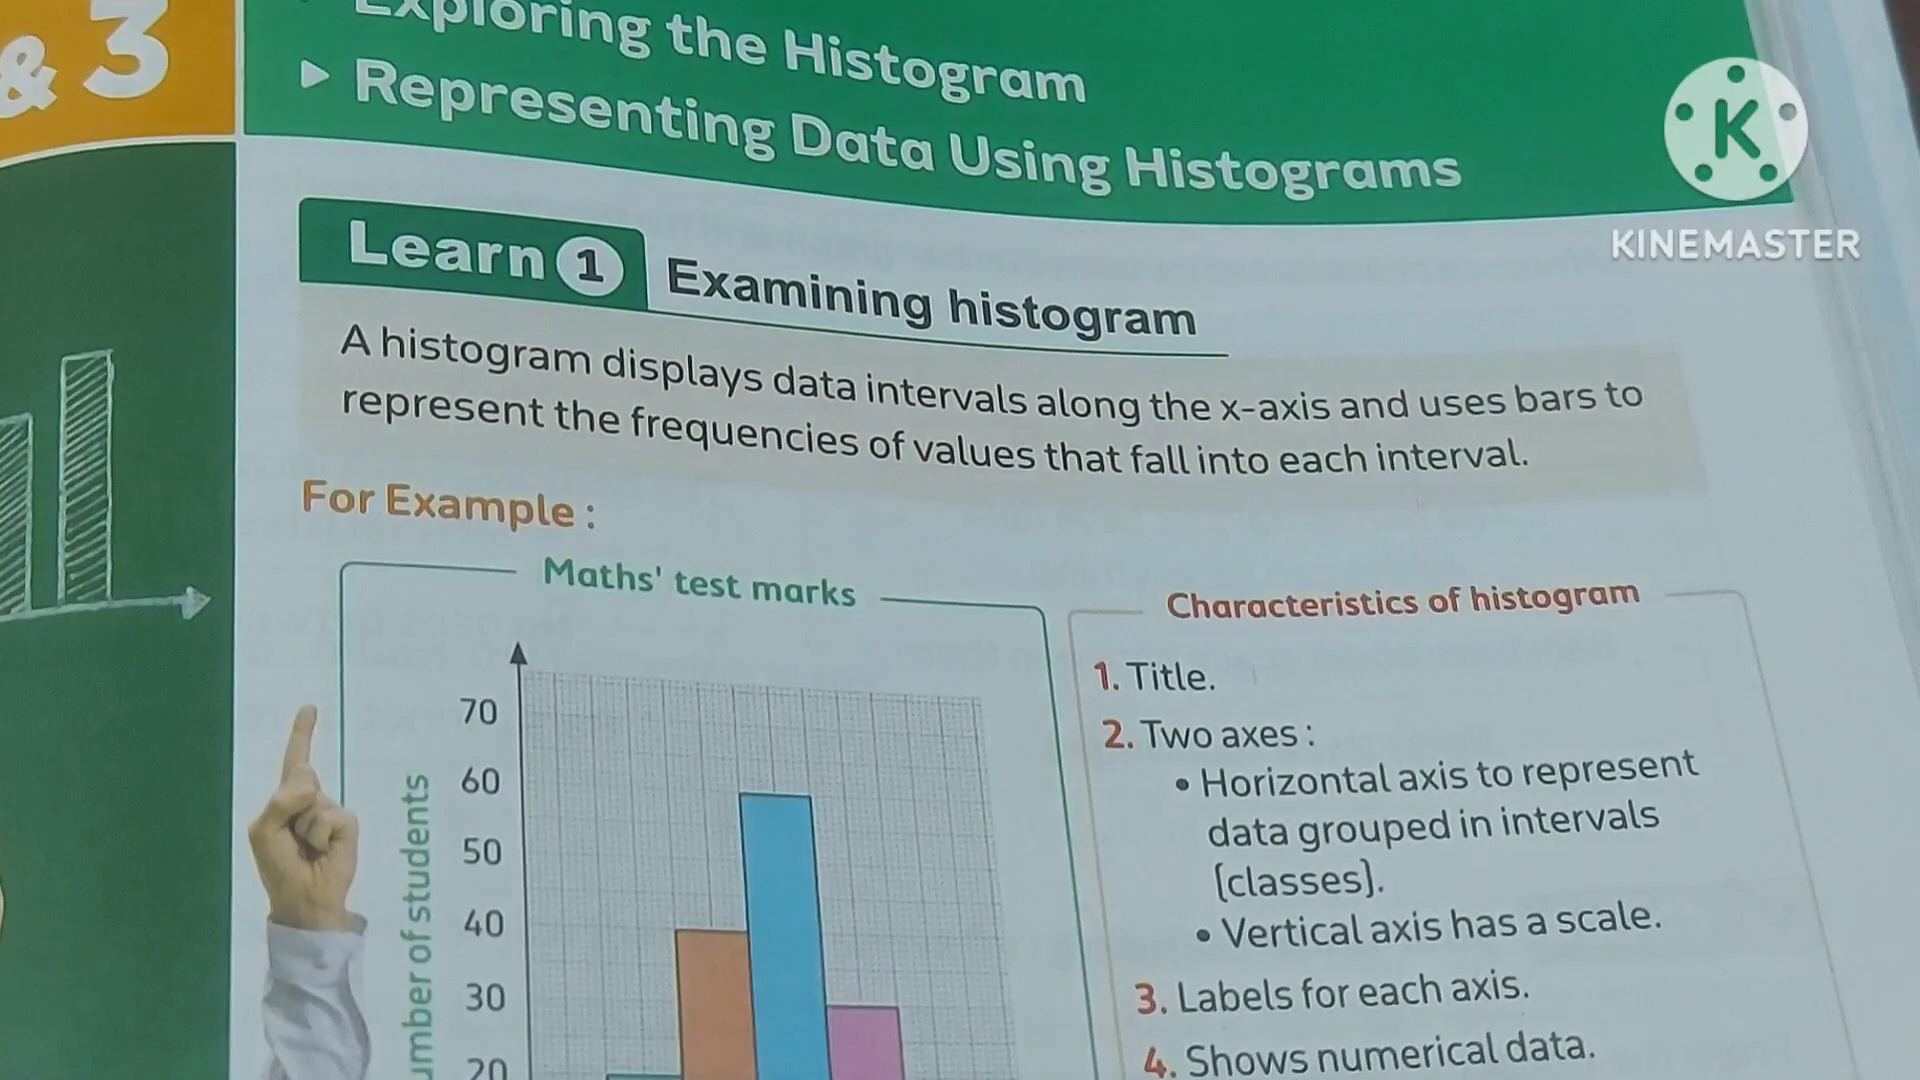 & 3
Exploring the Histogram
▶ Representing Data Using Histograms
K
KINEMASTER
Learn 1 Examining histogram
A histogram displays data intervals along the x-axis and uses bars to
represent the frequencies of values that fall into each interval.
For Example :
Maths' test marks
70
60
50
40
30
20
umber of students
Characteristics of histogram
1. Title.
2. Two axes :
• Horizontal axis to represent
data grouped in intervals
(classes).
• Vertical axis has a scale.
3. Labels for each axis.
4. Shows numerical data.